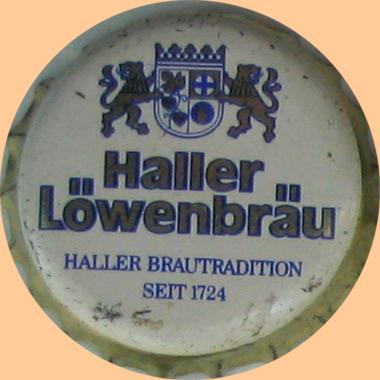 Haller
Löwenbräu
HALLER BRAUTRADITION
SEIT 1724